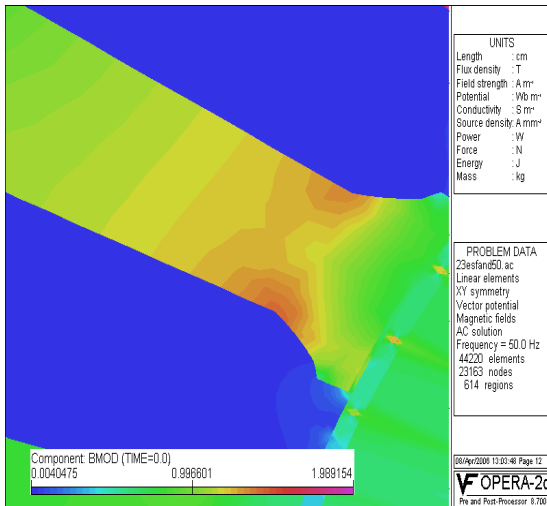 UNITS
Length : cm
Flux density : T
Field strength : A m⁻¹
Potential : Wb m⁻¹
Conductivity : S m⁻¹
Source density: A mm⁻²
Power : W
Force : N
Energy : J
Mass : kg
PROBLEM DATA
23esfand50.ac
Linear elements
XY symmetry
Vector potential
Magnetic fields
AC solution
Frequency = 50.0 Hz
44220 elements
23163 nodes
614 regions
Component: BMOD (TIME=0.0)
0.0040475 0.996601 1.989154
08/Apr/2006 13:03:48 Page 12
VF OPERA-2d
Pre and Post-Processor 8.700